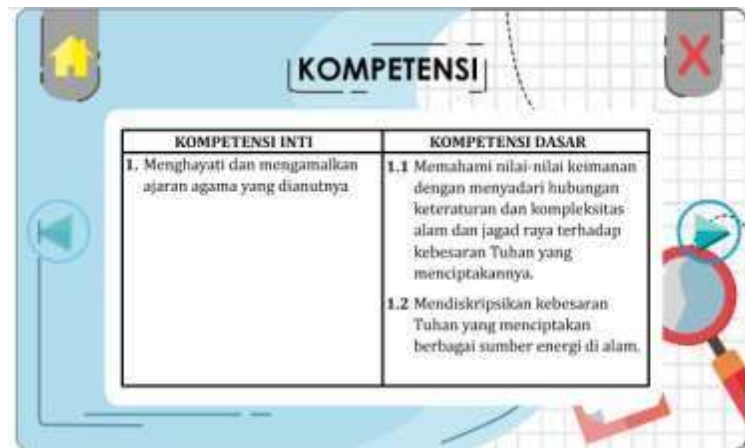 KOMPETENSI
KOMPETENSI INTI
KOMPETENSI DASAR
1. Menghayati dan mengamalkan
ajaran agama yang dianutnya
1.1 Memahami nilai-nilai keimanan
dengan menyadari hubungan
keteraturan dan kompleksitas
alam dan jagad raya terhadap
kebesaran Tuhan yang
menciptakannya.
1.2 Mendiskripsikan kebesaran
Tuhan yang menciptakan
berbagai sumber energi di alam.